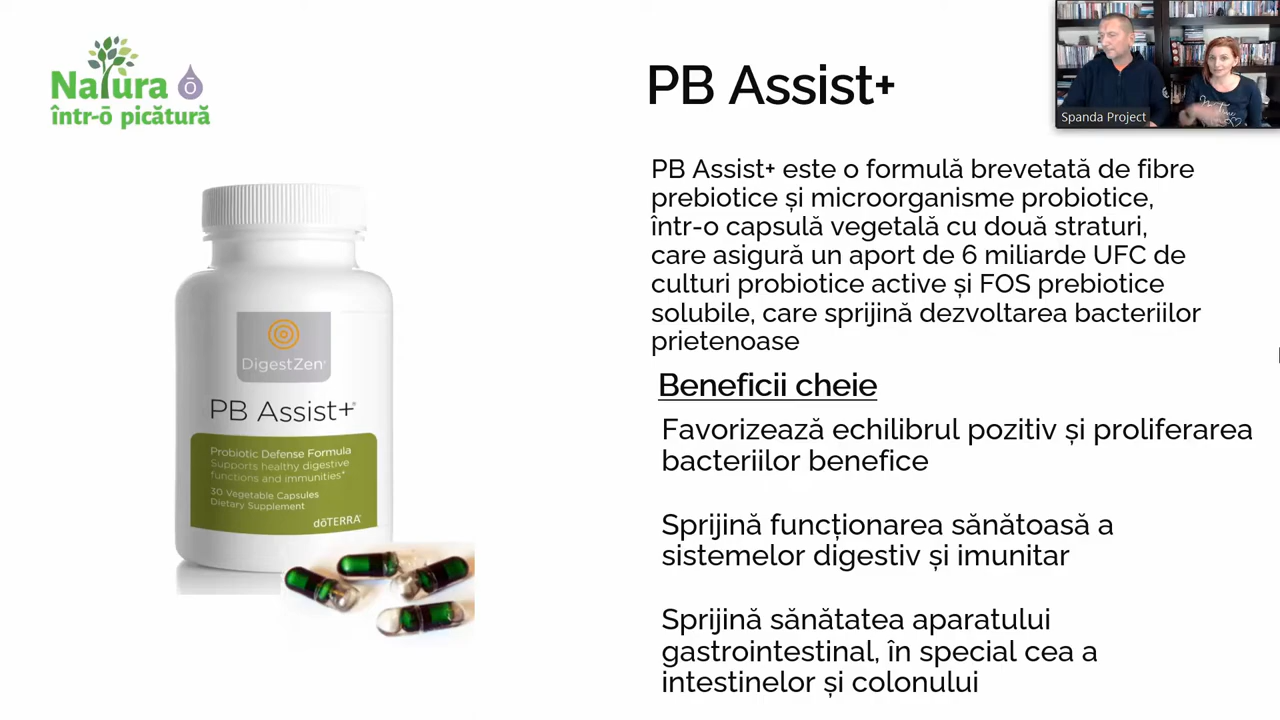 Natura ō
într-ō picătură
PB Assist+
Spanda Project
PB Assist+ este o formulă brevetată de fibre
prebiotice și microorganisme probiotice,
într-o capsulă vegetală cu două straturi,
care asigură un aport de 6 miliarde UFC de
culturi probiotice active și FOS prebiotice
solubile, care sprijină dezvoltarea bacteriilor
prietenoase
Beneficii cheie
Favorizează echilibrul pozitiv și proliferarea
bacteriilor benefice
Sprijină funcționarea sănătoasă a
sistemelor digestiv și imunitar
Sprijină sănătatea aparatului
gastrointestinal, în special cea a
intestinelor și colonului
DigestZen®
PB Assist+®
Probiotic Defense Formula
Supports healthy digestive
functions and immunities*
30 Vegetable Capsules
Dietary Supplement
dōTERRA®